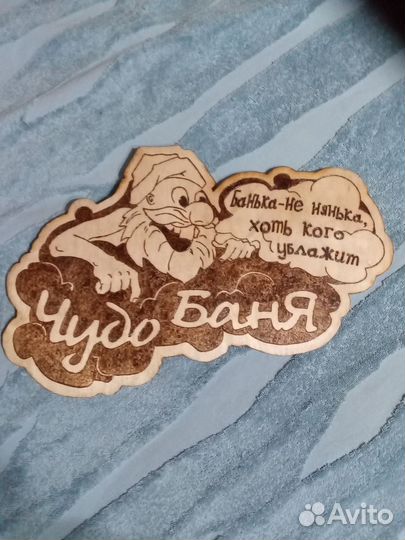 Банька-не нянька,
хоть кого
ублажит
Чудо Баня
Avito